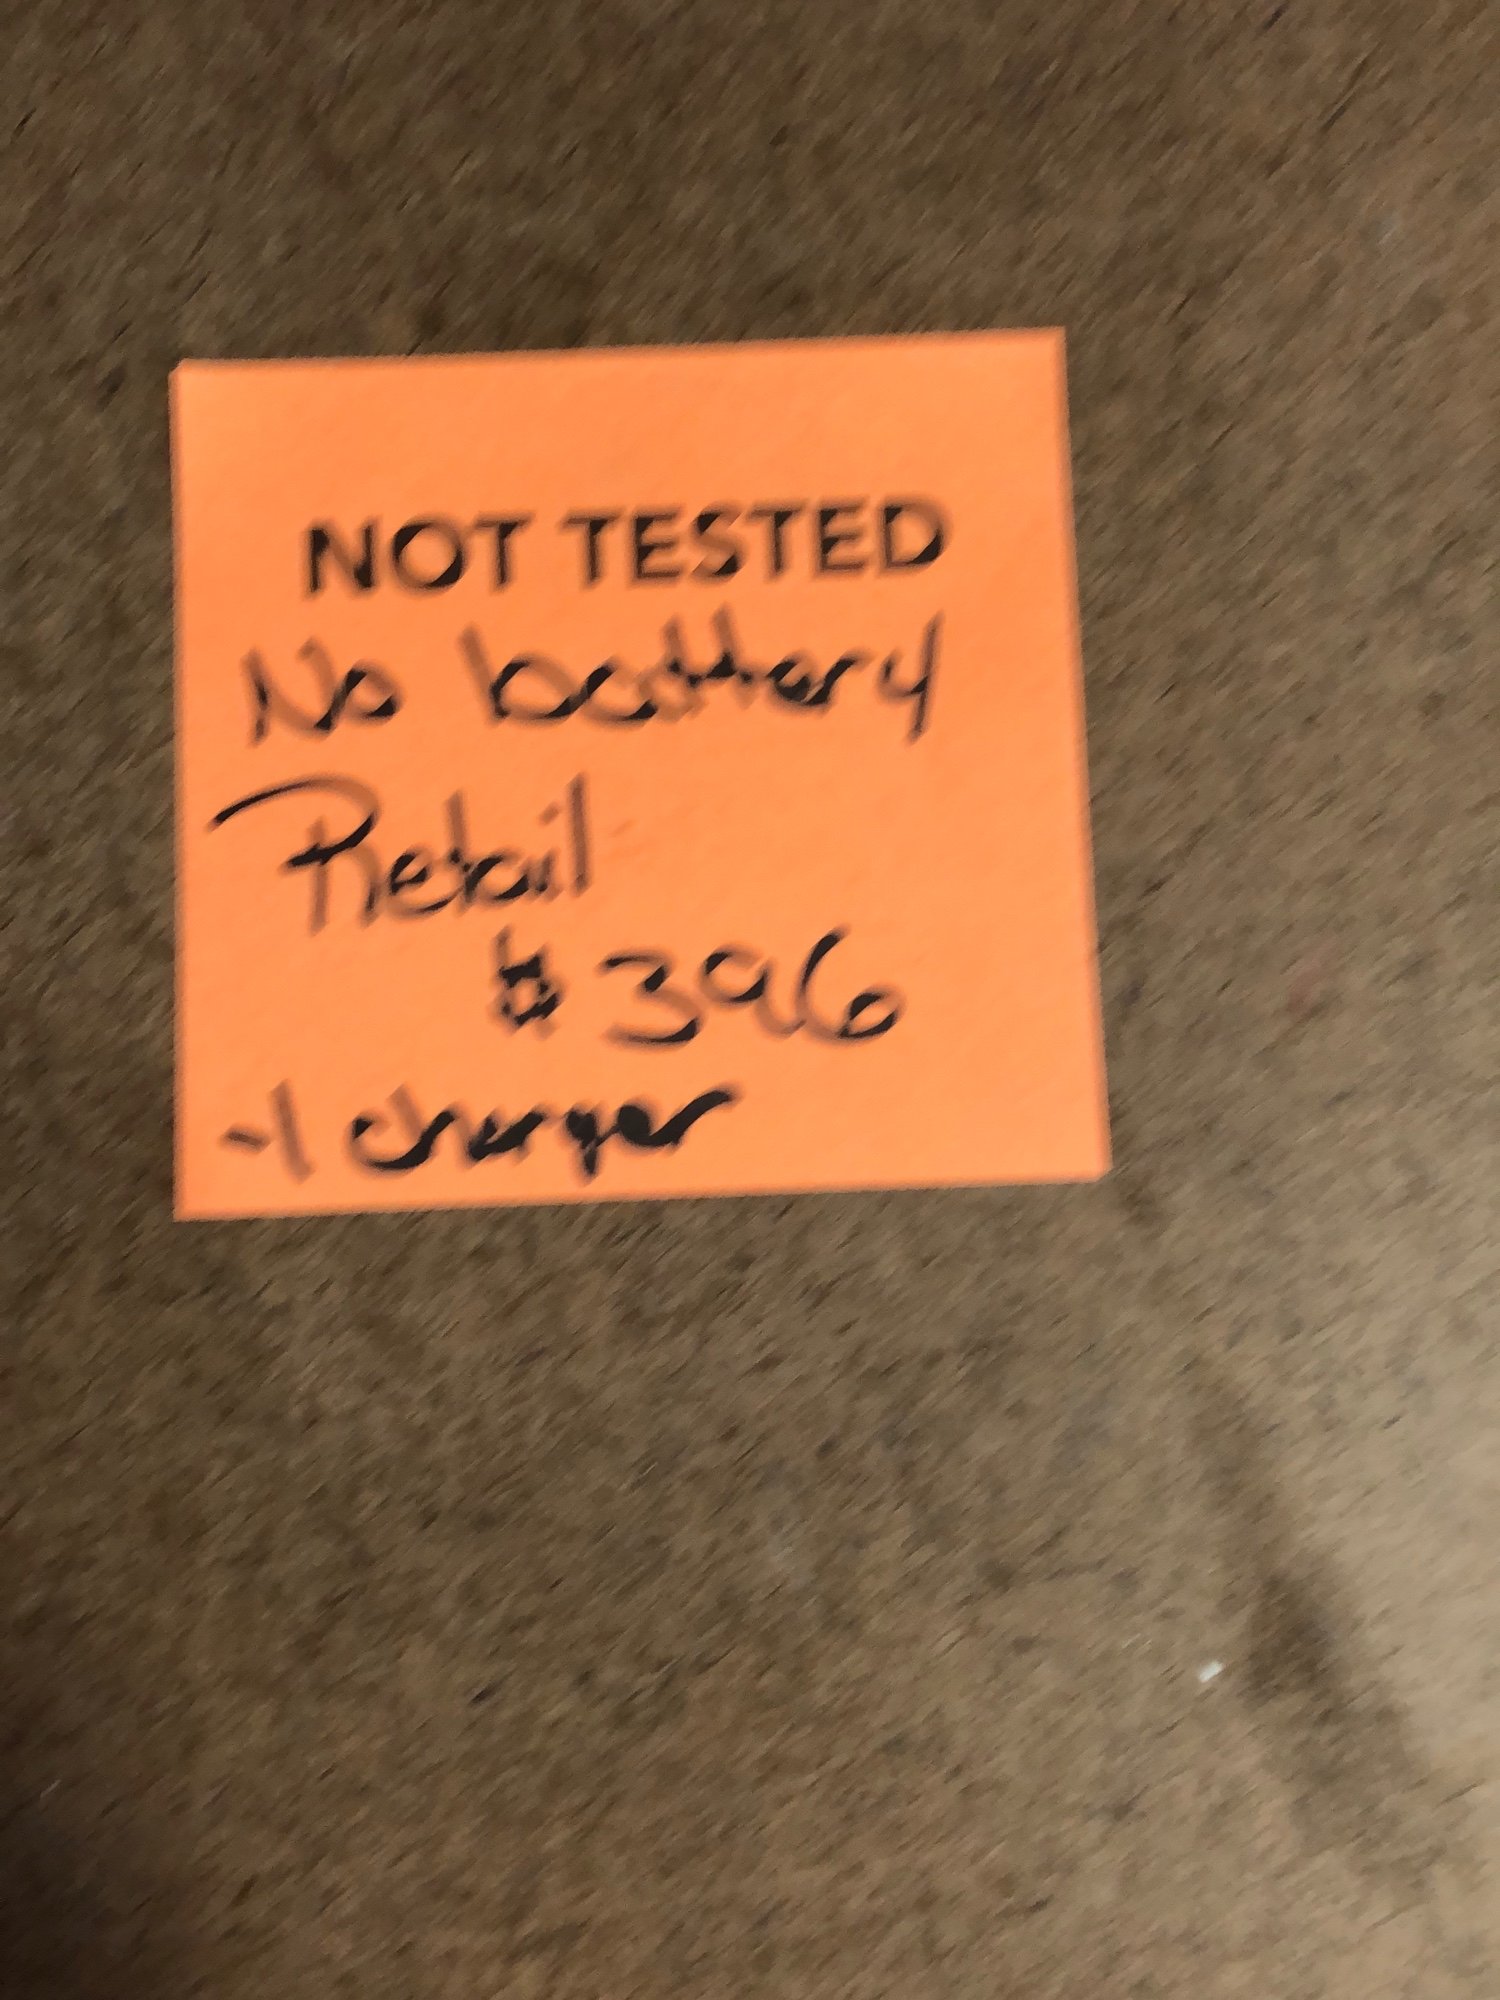 NOT TESTED
No battery
Retail
$396
-1 charger